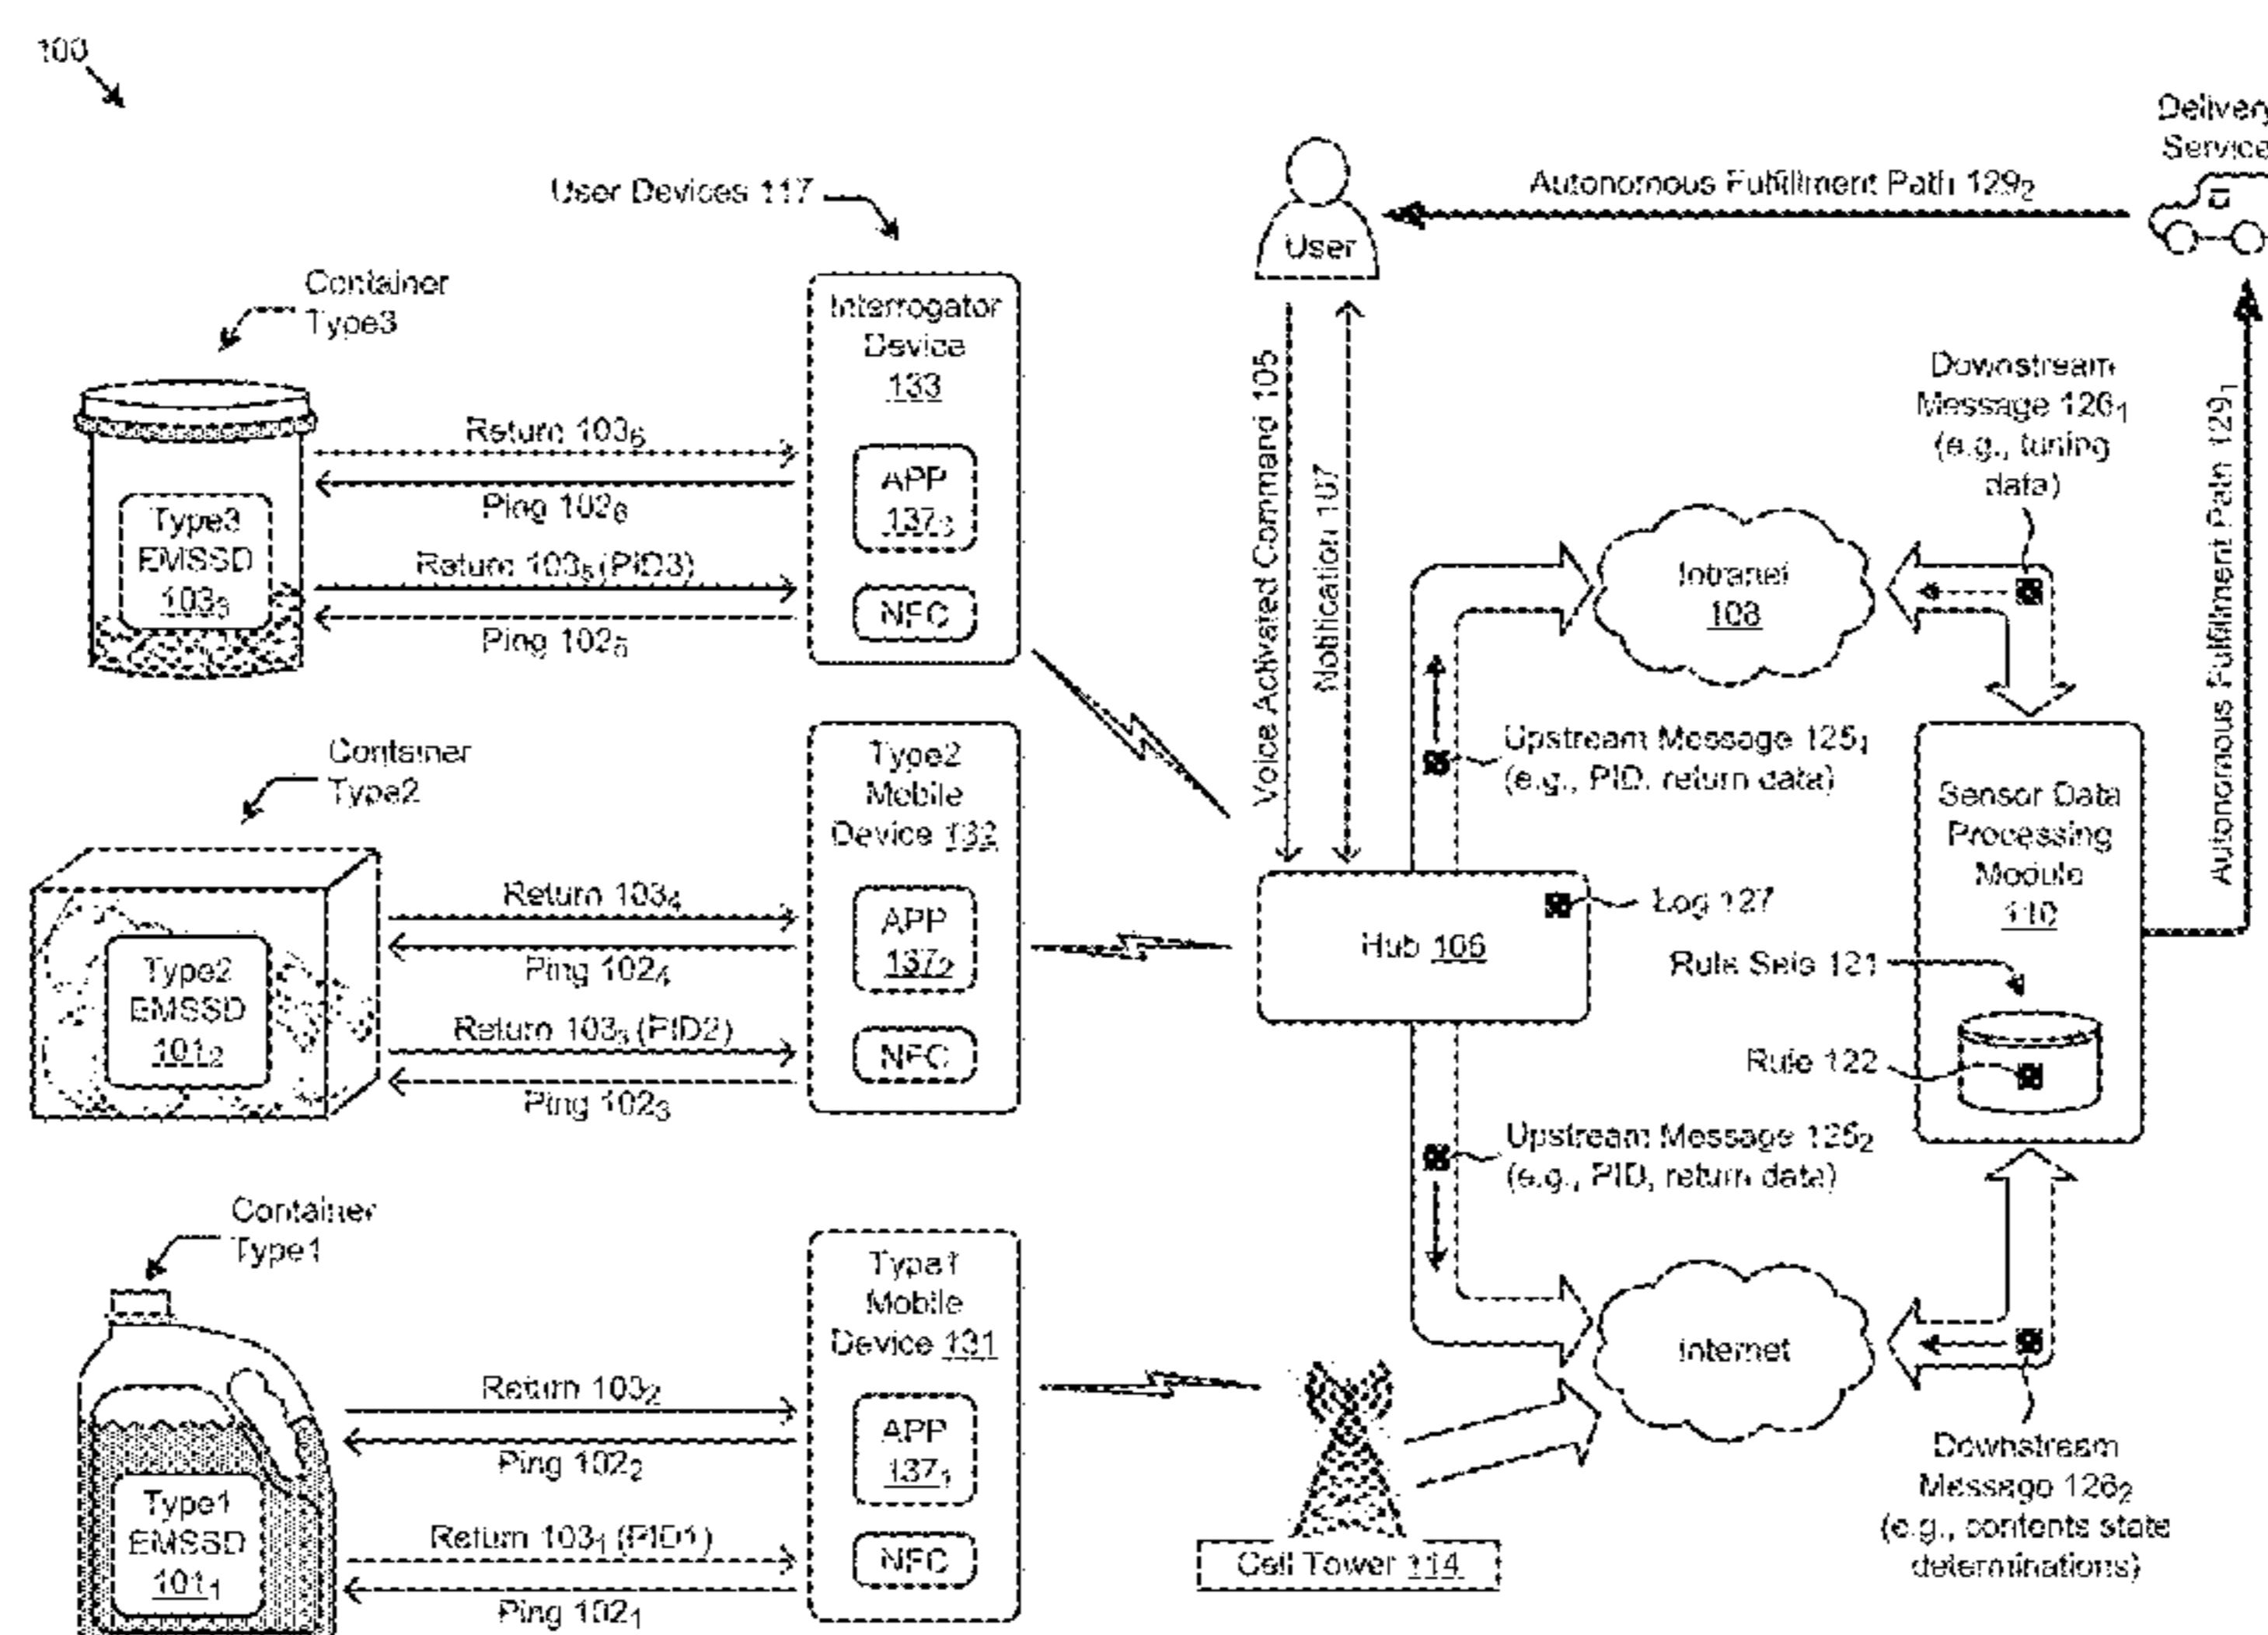 100
Delivery
Service
User Devices 117
Autonomous Fulfillment Path 129₂
User
Container
Type3
Interrogator
Device
133
Return 103₆
Ping 102₆
APP
137₃
Type3
EMSSD
103₃
Return 103₅ (PID3)
Ping 102₅
NFC
Voice Activated Command 105
Notification 107
Downstream
Message 126₁
(e.g., tuning
data)
Autonomous Fulfillment Path 129₁
Intranet
108
Container
Type2
Type2
Mobile
Device 132
Upstream Message 125₁
(e.g., PID, return data)
Sensor Data
Processing
Module
110
Return 103₄
Ping 102₄
APP
137₂
Hub 106
Log 127
Rule Sets 121
Type2
EMSSD
101₂
Return 103₃ (PID2)
Ping 102₃
NFC
Rule 122
Upstream Message 125₂
(e.g., PID, return data)
Container
Type1
Type1
Mobile
Device 131
Internet
Return 103₂
Ping 102₂
APP
137₁
Type1
EMSSD
101₁
Return 103₁ (PID1)
Ping 102₁
NFC
Cell Tower 114
Downstream
Message 126₂
(e.g., contents state
determinations)